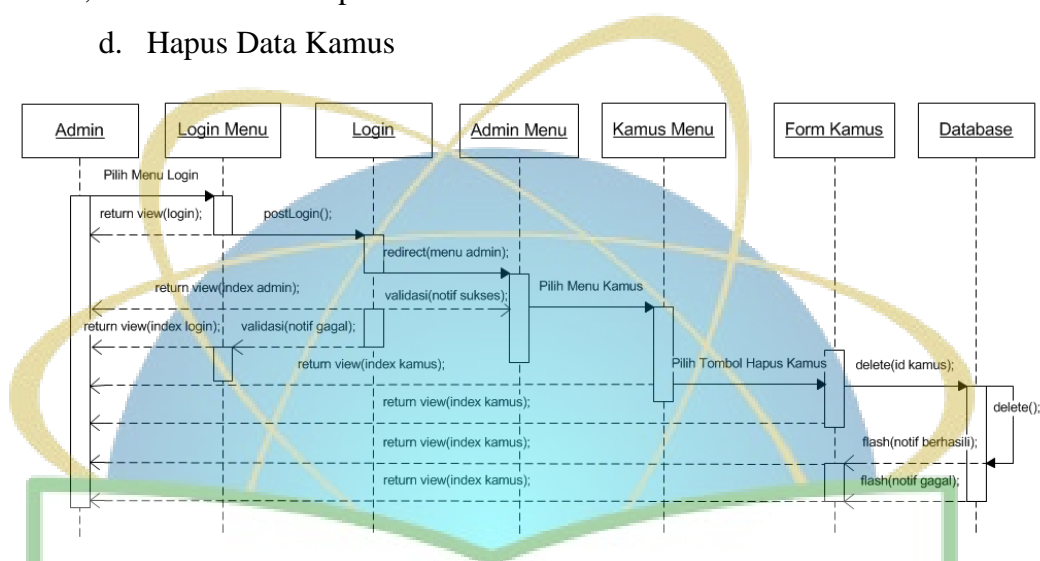 d. Hapus Data Kamus
Admin Login Menu Login Admin Menu Kamus Menu Form Kamus Database
Pilih Menu Login
return view(login); postLogin();
redirect(menu admin);
return view(index admin); validasi(notif sukses); Pilih Menu Kamus
return view(index login); validasi(notif gagal);
return view(index kamus); Pilih Tombol Hapus Kamus delete(id kamus);
return view(index kamus); delete();
return view(index kamus); flash(notif berhasili);
return view(index kamus); flash(notif gagal);